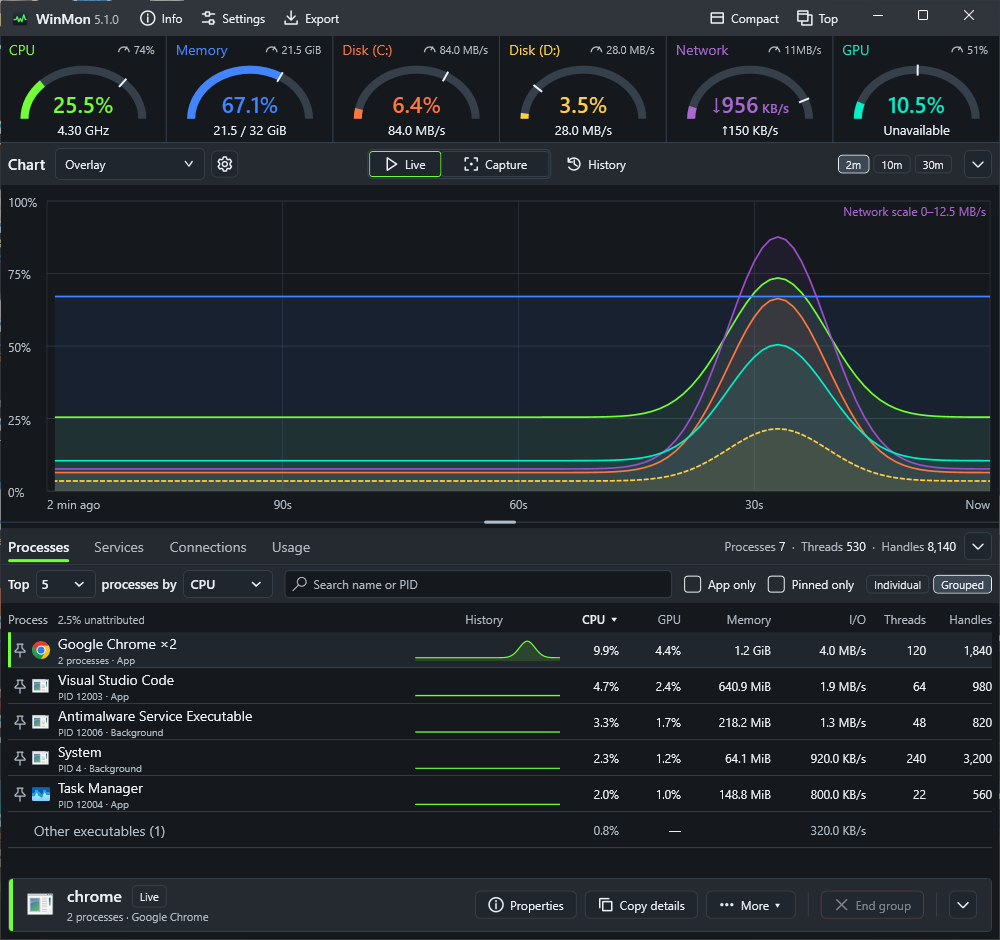 WinMon 5.1.0 Info Settings Export Compact Top
CPU 74% Memory 21.5 GiB Disk (C:) 84.0 MB/s Disk (D:) 28.0 MB/s Network 11MB/s GPU 51%
25.5% 67.1% 6.4% 3.5% ↓956 KB/s 10.5%
4.30 GHz 21.5 / 32 GiB 84.0 MB/s 28.0 MB/s ↑150 KB/s Unavailable
Chart Overlay Live Capture History 2m 10m 30m
100% Network scale 0–12.5 MB/s
75%
50%
25%
0%
2 min ago 90s 60s 30s Now
Processes Services Connections Usage Processes 7 · Threads 530 · Handles 8,140
Top 5 processes by CPU Search name or PID App only Pinned only Individual Grouped
Process 2.5% unattributed History CPU ▼ GPU Memory I/O Threads Handles
Google Chrome ×2 9.9% 4.4% 1.2 GiB 4.0 MB/s 120 1,840
2 processes · App
Visual Studio Code 4.7% 2.4% 640.9 MiB 1.9 MB/s 64 980
PID 12003 · App
Antimalware Service Executable 3.3% 1.7% 218.2 MiB 1.3 MB/s 48 820
PID 12006 · Background
System 2.3% 1.2% 64.1 MiB 920.0 KB/s 240 3,200
PID 4 · Background
Task Manager 2.0% 1.0% 148.8 MiB 800.0 KB/s 22 560
PID 12004 · App
Other executables (1) 0.8% — 320.0 KB/s
chrome Live Properties Copy details ••• More ▾ End group
2 processes · Google Chrome